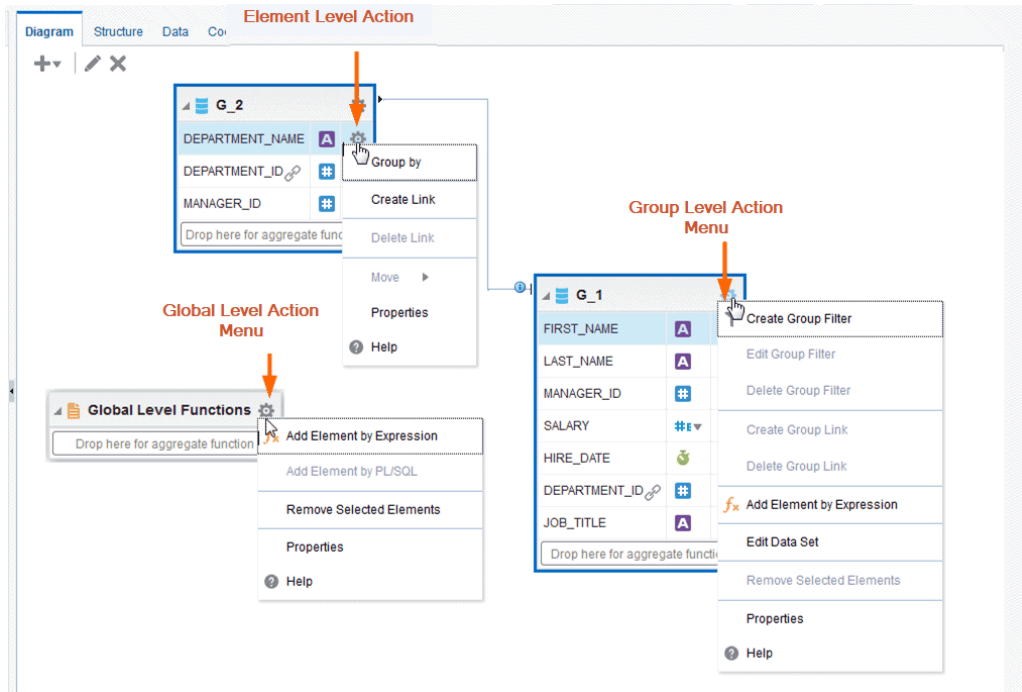 Element Level Action
Diagram
Structure
Data
G_2
DEPARTMENT_NAME
A
DEPARTMENT_ID
#
MANAGER_ID
#
Drop here for aggregate func
Group by
Create Link
Delete Link
Move
Properties
Help
Group Level Action
Menu
G_1
FIRST_NAME
A
LAST_NAME
A
MANAGER_ID
#
SALARY
#E
HIRE_DATE
DEPARTMENT_ID
#
JOB_TITLE
A
Drop here for aggregate functi
Create Group Filter
Edit Group Filter
Delete Group Filter
Create Group Link
Delete Group Link
fx Add Element by Expression
Edit Data Set
Remove Selected Elements
Properties
Help
Global Level Action
Menu
Global Level Functions
Drop here for aggregate function
Add Element by Expression
Add Element by PL/SQL
Remove Selected Elements
Properties
Help